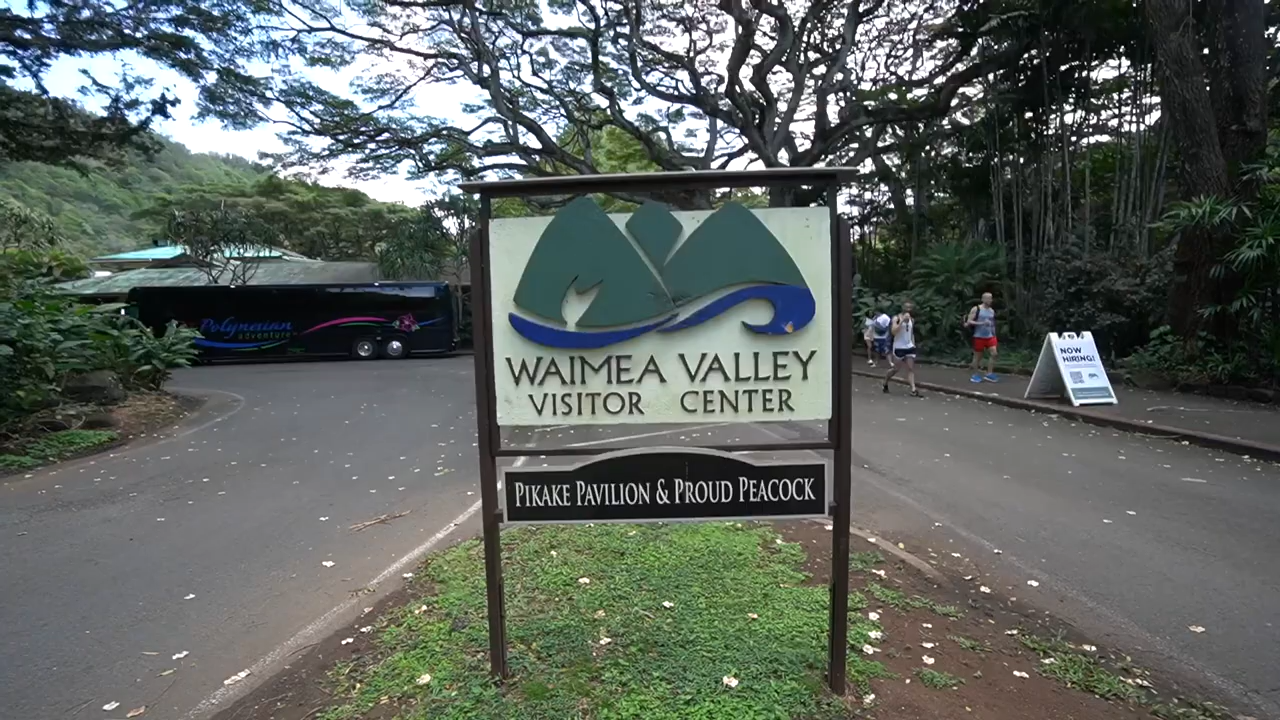 Polynesian
adventure
WAIMEA VALLEY
VISITOR CENTER
NOW
HIRING!
PIKAKE PAVILION & PROUD PEACOCK